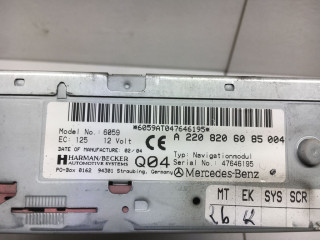 *6059AT047646195*
Model No.: 6059
EC: 125 12 Volt
CE
A 220 820 60 85 004
DATE OF MANUFACTURE: 02/04
HARMAN/BECKER
AUTOMOTIVE SYSTEMS
Q04
Typ: Navigationmodul
Serial No.: 47646195
PO-Box 0162 94301 Straubing, Germany
Mercedes-Benz
MT EK SYS SCR